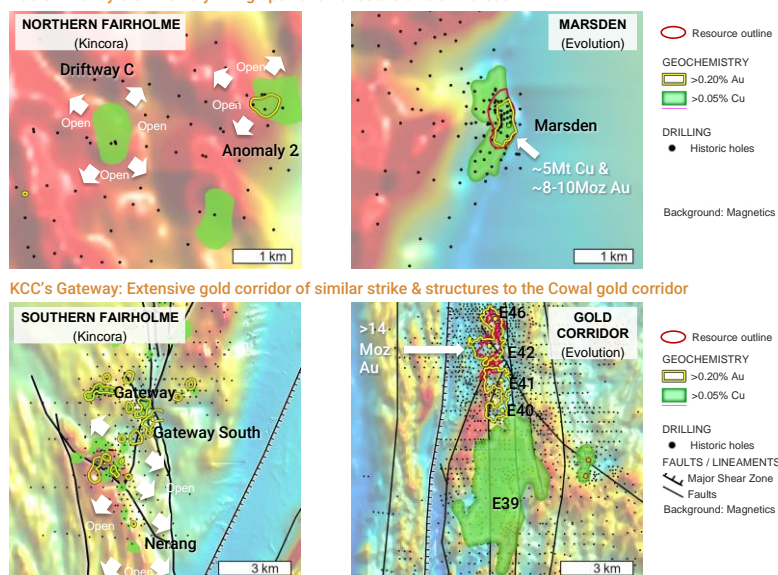 NORTHERN FAIRHOLME
(Kincora)
Driftway C
Open
Open
Open
Open
Open
Open
Anomaly 2
1 km
MARSDEN
(Evolution)
Marsden
~5Mt Cu &
~8-10Moz Au
1 km
Resource outline
GEOCHEMISTRY
>0.20% Au
>0.05% Cu
DRILLING
Historic holes
Background: Magnetics
KCC's Gateway: Extensive gold corridor of similar strike & structures to the Cowal gold corridor
SOUTHERN FAIRHOLME
(Kincora)
Gateway
Gateway South
Open
Open
Nerang
Open
3 km
GOLD
CORRIDOR
(Evolution)
>14
Moz
Au
E46
E42
E41
E40
E39
3 km
Resource outline
GEOCHEMISTRY
>0.20% Au
>0.05% Cu
DRILLING
Historic holes
FAULTS / LINEAMENTS
Major Shear Zone
Faults
Background: Magnetics